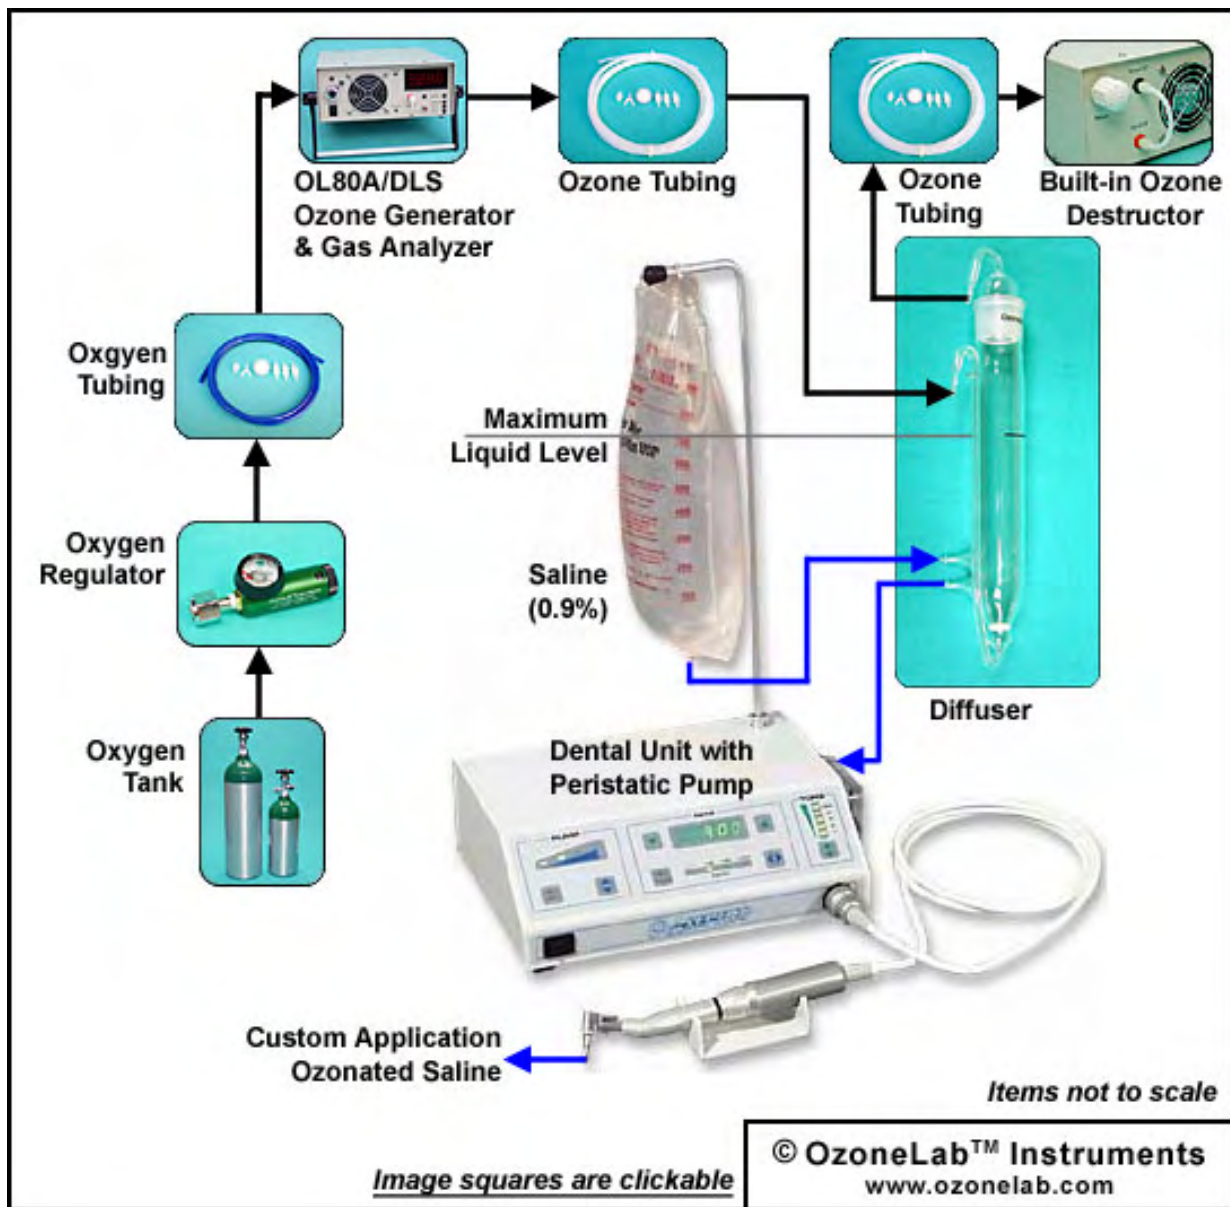 OL80A/DLS
Ozone Generator
& Gas Analyzer
Ozone Tubing
Ozone
Tubing
Built-in Ozone
Destructor
Oxgyen
Tubing
Maximum
Liquid Level
Oxygen
Regulator
Saline
(0.9%)
Diffuser
Oxygen
Tank
Dental Unit with
Peristatic Pump
Custom Application
Ozonated Saline
Items not to scale
Image squares are clickable
© OzoneLab™ Instruments
www.ozonelab.com